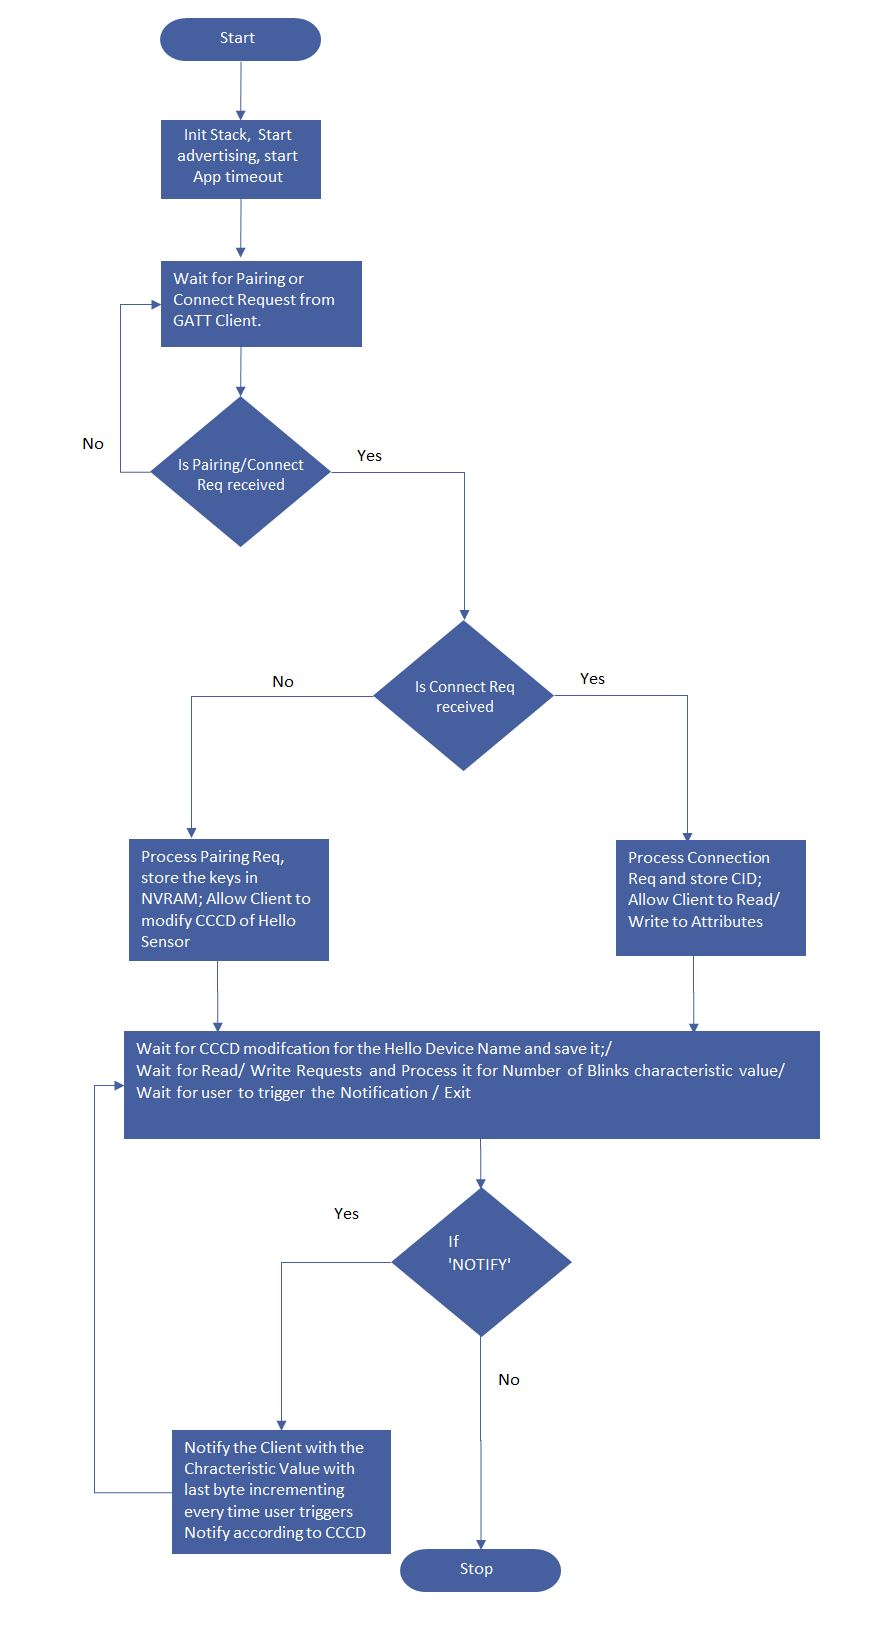 Start
Init Stack, Start
advertising, start
App timeout
Wait for Pairing or
Connect Request from
GATT Client.
No
Is Pairing/Connect
Req received
Yes
No
Is Connect Req
received
Yes
Process Pairing Req,
store the keys in
NVRAM; Allow Client to
modify CCCD of Hello
Sensor
Process Connection
Req and store CID;
Allow Client to Read/
Write to Attributes
Wait for CCCD modifcation for the Hello Device Name and save it;/
Wait for Read/ Write Requests and Process it for Number of Blinks characteristic value/
Wait for user to trigger the Notification / Exit
Yes
If
'NOTIFY'
No
Notify the Client with the
Chracteristic Value with
last byte incrementing
every time user triggers
Notify according to CCCD
Stop